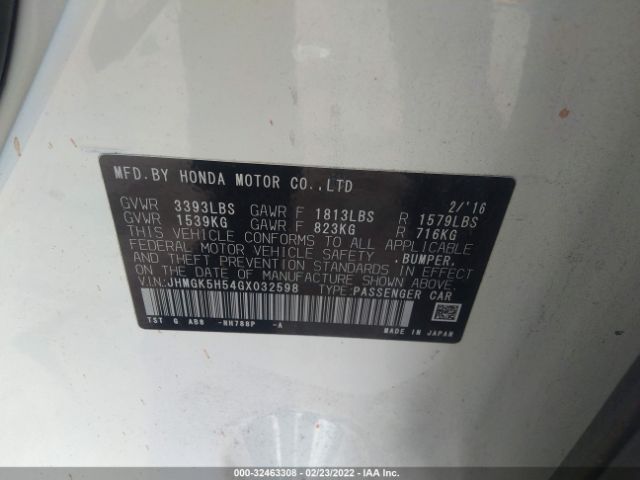 MFD.BY HONDA MOTOR CO.,LTD
2/'16
GVWR 3393LBS GAWR F 1813LBS R 1579LBS
GVWR 1539KG GAWR F 823KG R 716KG
THIS VEHICLE CONFORMS TO ALL APPLICABLE
FEDERAL MOTOR VEHICLE SAFETY .BUMPER.
AND THEFT PREVENTION STANDARDS IN EFFECT
ON THE DATE OF MANUFACTURE SHOWN ABOVE.
V.I.N: JHMGK5H54GX032598 TYPE: PASSENGER CAR
TST G ABB -NH788P -A MADE IN JAPAN
000-32463308 - 02/23/2022 - IAA Inc.